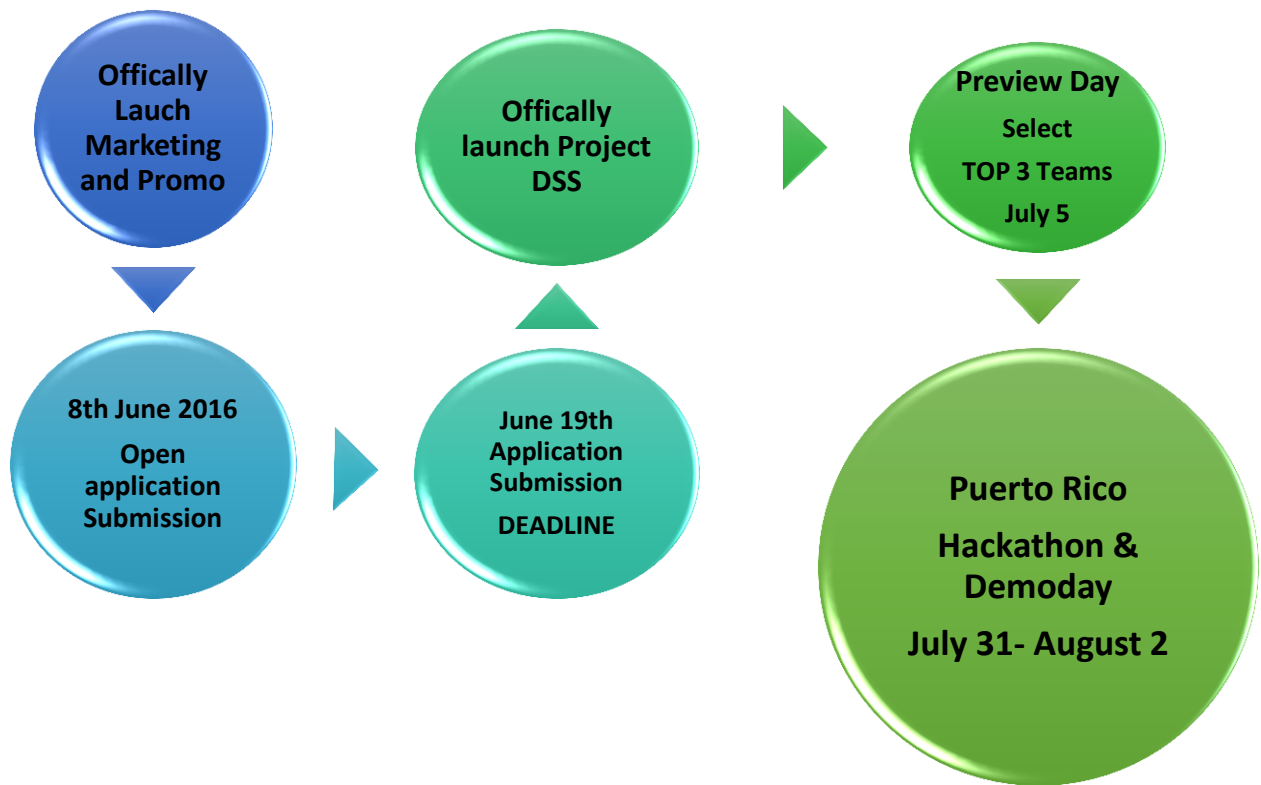 Offically
Lauch
Marketing
and Promo
8th June 2016
Open
application
Submission
June 19th
Application
Submission
DEADLINE
Offically
launch Project
DSS
Preview Day
Select
TOP 3 Teams
July 5
Puerto Rico
Hackathon &
Demoday
July 31- August 2